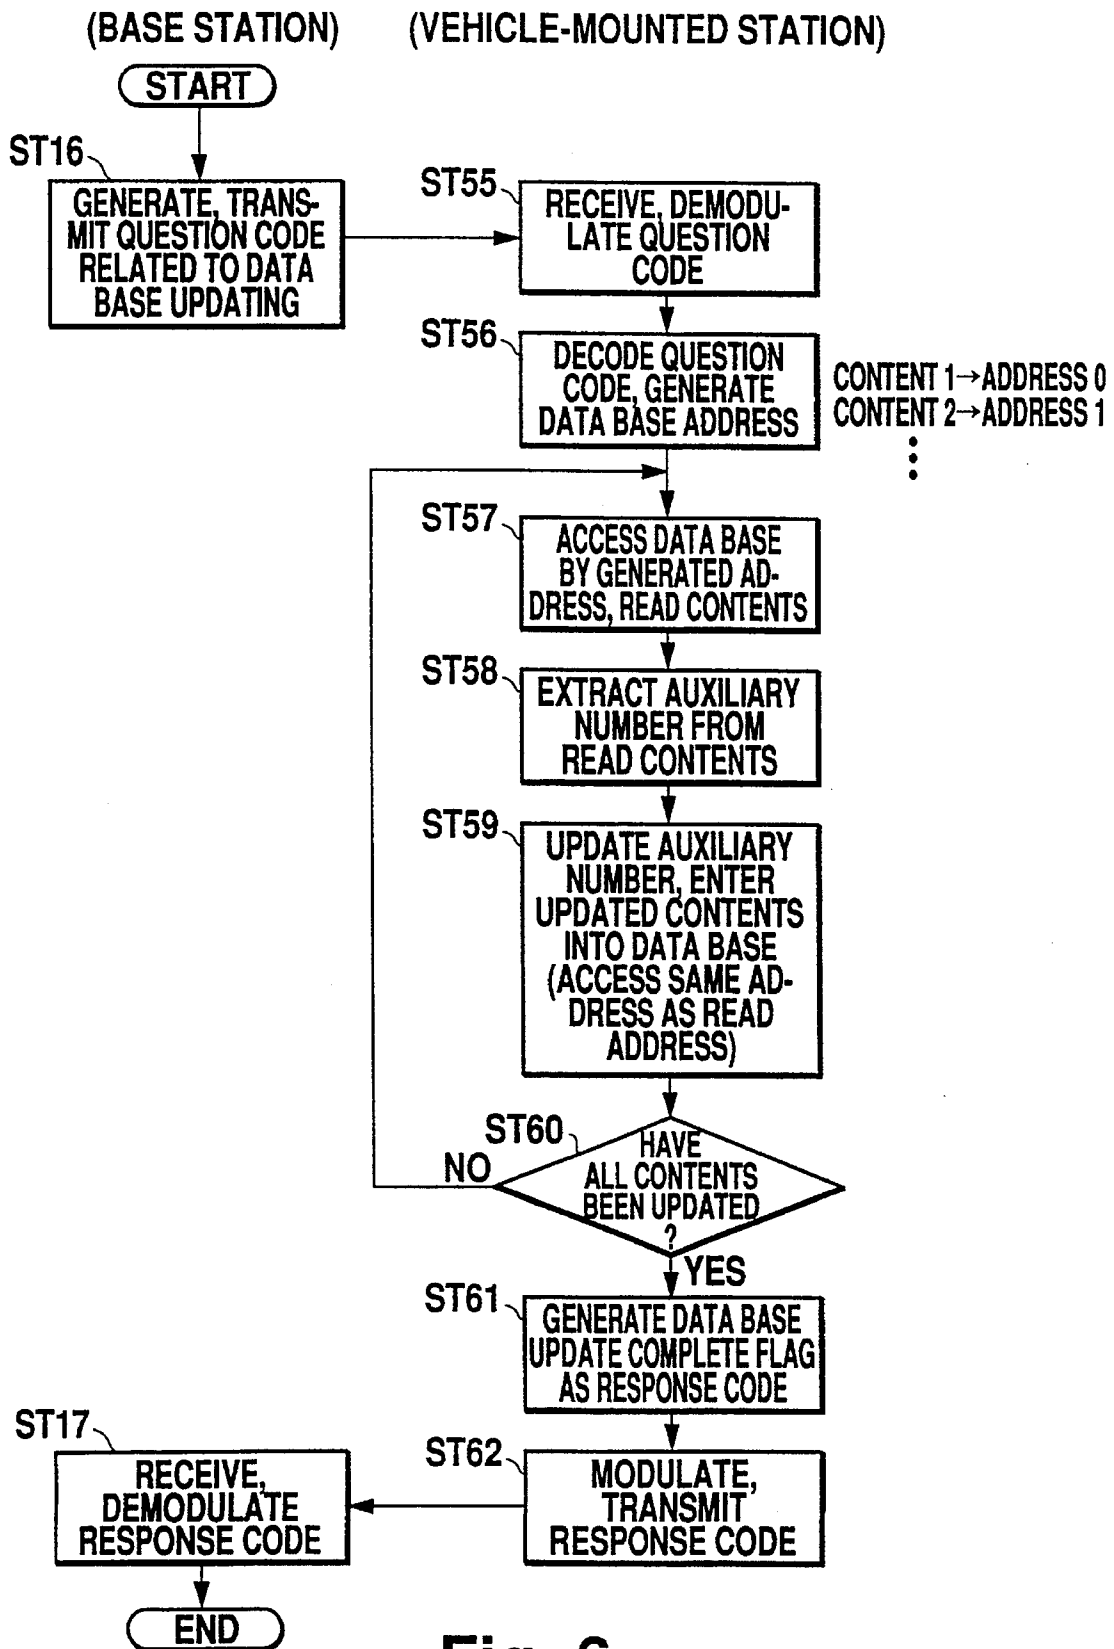 (BASE STATION)
(VEHICLE-MOUNTED STATION)
START
ST16
GENERATE, TRANS-
MIT QUESTION CODE
RELATED TO DATA
BASE UPDATING
ST55
RECEIVE, DEMODU-
LATE QUESTION
CODE
ST56
DECODE QUESTION
CODE, GENERATE
DATA BASE ADDRESS
CONTENT 1→ADDRESS 0
CONTENT 2→ADDRESS 1
ST57
ACCESS DATA BASE
BY GENERATED AD-
DRESS, READ CONTENTS
ST58
EXTRACT AUXILIARY
NUMBER FROM
READ CONTENTS
ST59
UPDATE AUXILIARY
NUMBER, ENTER
UPDATED CONTENTS
INTO DATA BASE
(ACCESS SAME AD-
DRESS AS READ
ADDRESS)
ST60
HAVE
ALL CONTENTS
BEEN UPDATED
?
NO
YES
ST61
GENERATE DATA BASE
UPDATE COMPLETE FLAG
AS RESPONSE CODE
ST62
MODULATE,
TRANSMIT
RESPONSE CODE
ST17
RECEIVE,
DEMODULATE
RESPONSE CODE
END